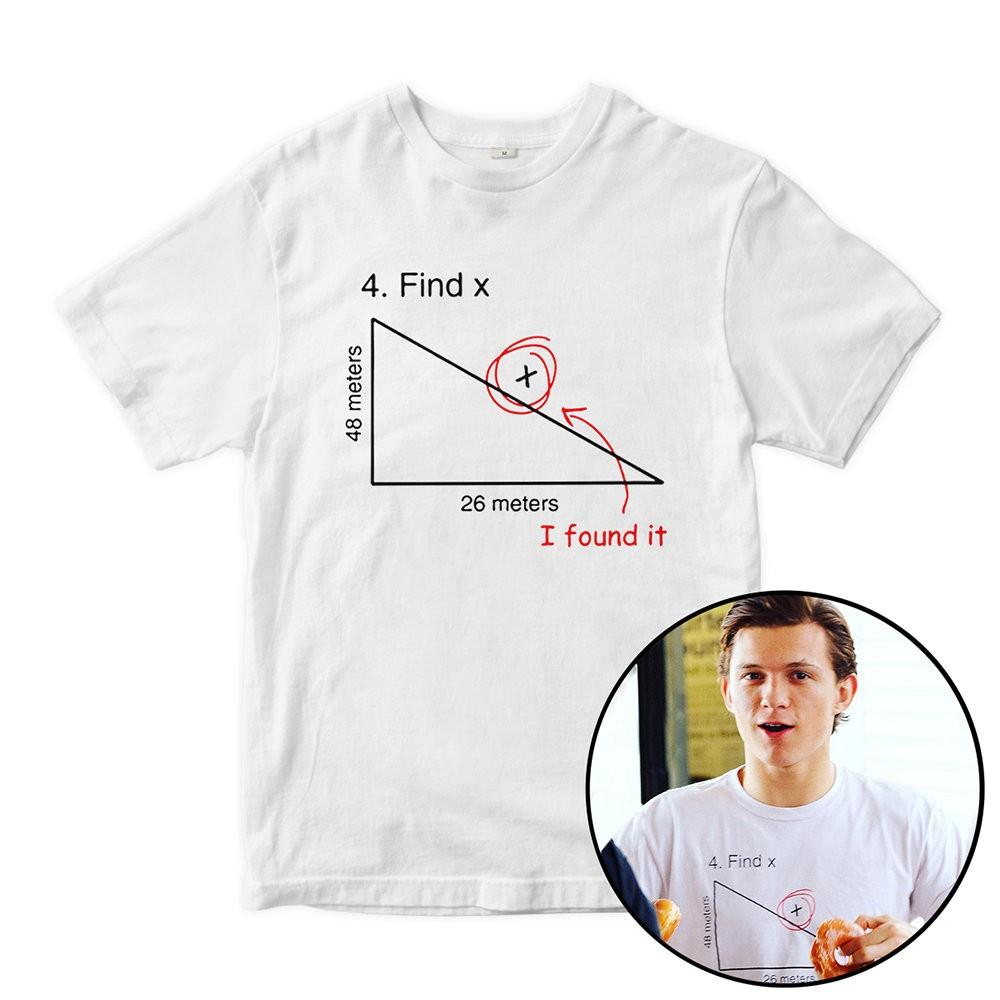 M
4. Find x
x
48 meters
26 meters
I found it
4. Find x
x
48 meters
26 meters